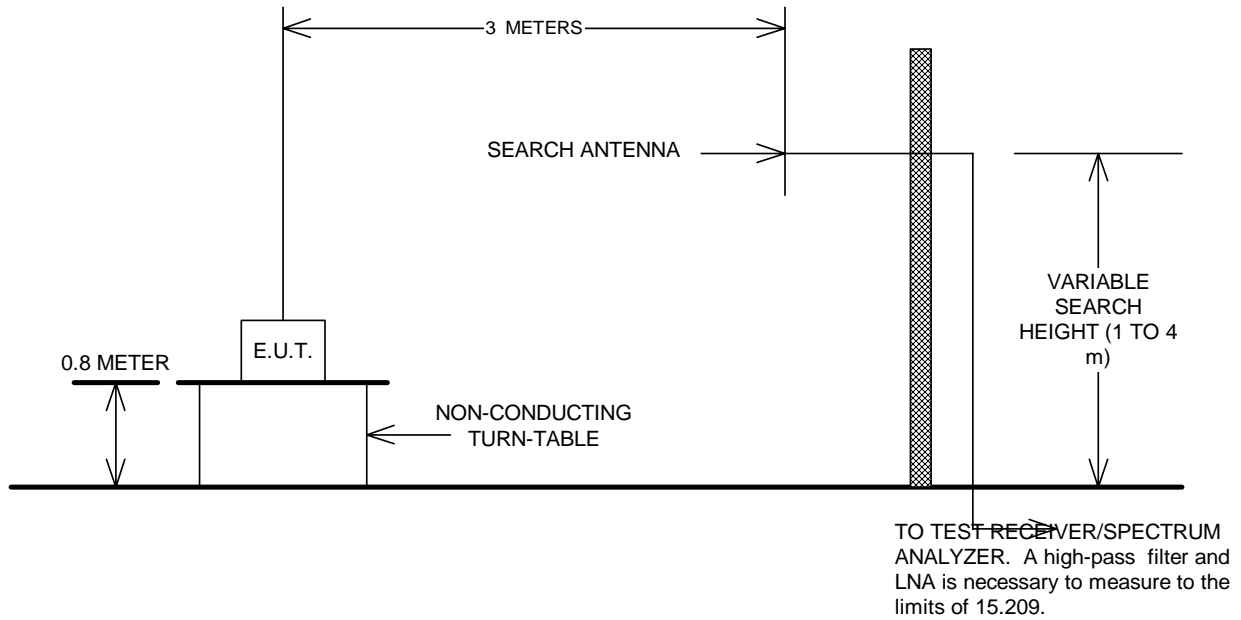 3 METERS
SEARCH ANTENNA
VARIABLE
SEARCH
HEIGHT (1 TO 4
m)
E.U.T.
0.8 METER
NON-CONDUCTING
TURN-TABLE
TO TEST RECEIVER/SPECTRUM
ANALYZER. A high-pass filter and
LNA is necessary to measure to the
limits of 15.209.